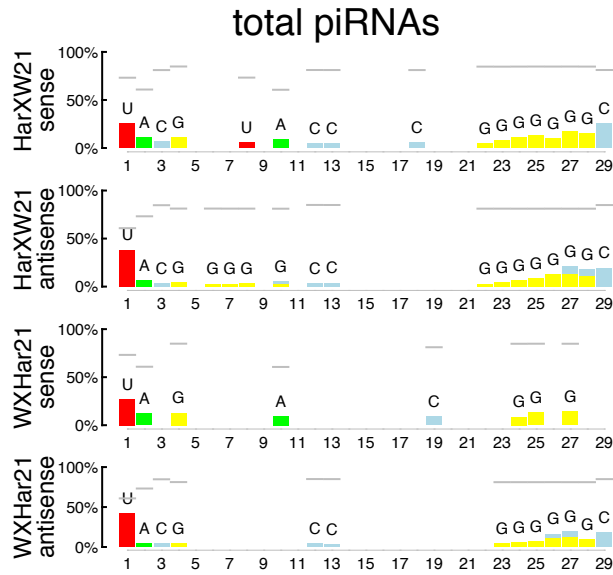 total piRNAs
HarXW21
sense
100%
50%
0%
U A C G U A C C C G G G G G G G C
1 3 5 7 9 11 13 15 17 19 21 23 25 27 29
HarXW21
antisense
100%
50%
0%
U A C G G G G G C C G G G G G G G C
1 3 5 7 9 11 13 15 17 19 21 23 25 27 29
WXHar21
sense
100%
50%
0%
U A G A C G G G
1 3 5 7 9 11 13 15 17 19 21 23 25 27 29
WXHar21
antisense
100%
50%
0%
U A C G C C G G G G G G C
1 3 5 7 9 11 13 15 17 19 21 23 25 27 29